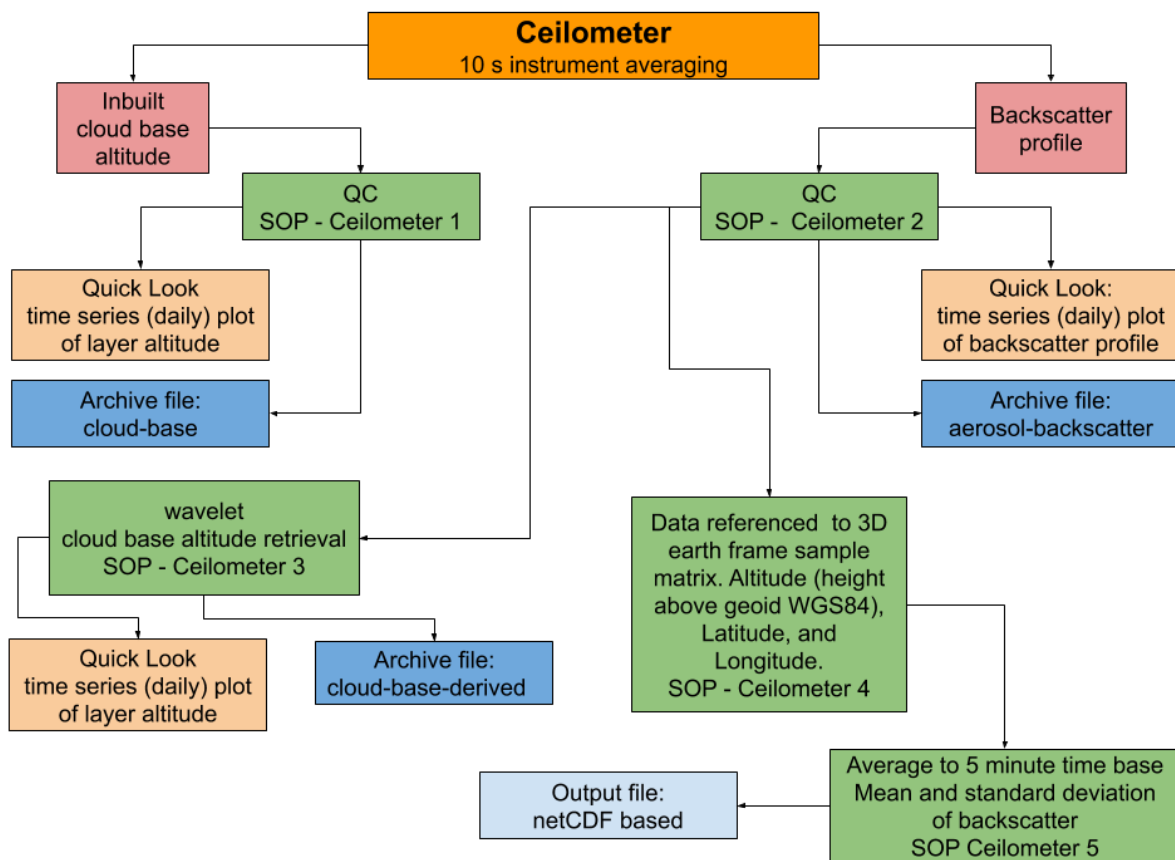 Ceilometer
10 s instrument averaging
Inbuilt
cloud base
altitude
Backscatter
profile
QC
SOP - Ceilometer 1
QC
SOP -  Ceilometer 2
Quick Look
time series (daily) plot
of layer altitude
Quick Look:
time series (daily) plot
of backscatter profile
Archive file:
cloud-base
Archive file:
aerosol-backscatter
wavelet
cloud base altitude retrieval
SOP - Ceilometer 3
Data referenced  to 3D
earth frame sample
matrix. Altitude (height
above geoid WGS84),
Latitude, and
Longitude.
SOP - Ceilometer 4
Quick Look
time series (daily) plot
of layer altitude
Archive file:
cloud-base-derived
Average to 5 minute time base
Mean and standard deviation
of backscatter
SOP Ceilometer 5
Output file:
netCDF based